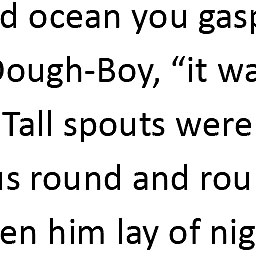 d ocean you gasp
Dough-Boy, “it wa
Tall spouts were
us round and rou
en him lay of nig